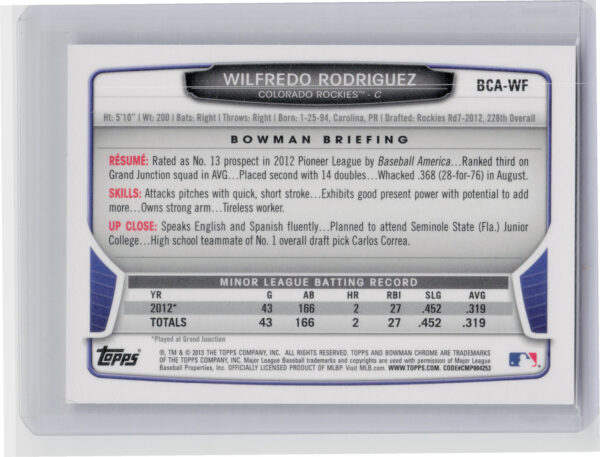 WILFREDO RODRIGUEZ
COLORADO ROCKIES™ - C
BCA-WF
Ht: 5'10" | Wt: 200 | Bats: Right | Throws: Right | Born: 1-25-94, Carolina, PR | Drafted: Rockies Rd7-2012, 228th Overall
BOWMAN BRIEFING
RÉSUMÉ: Rated as No. 13 prospect in 2012 Pioneer League by Baseball America...Ranked third on
Grand Junction squad in AVG...Placed second with 14 doubles...Whacked .368 (28-for-76) in August.
SKILLS: Attacks pitches with quick, short stroke...Exhibits good present power with potential to add
more...Owns strong arm...Tireless worker.
UP CLOSE: Speaks English and Spanish fluently...Planned to attend Seminole State (Fla.) Junior
College...High school teammate of No. 1 overall draft pick Carlos Correa.
MINOR LEAGUE BATTING RECORD
YR G AB HR RBI SLG AVG
2012* 43 166 2 27 .452 .319
TOTALS 43 166 2 27 .452 .319
*Played at Grand Junction
Topps
®, TM & © 2013 THE TOPPS COMPANY, INC. ALL RIGHTS RESERVED. TOPPS AND BOWMAN CHROME ARE TRADEMARKS
OF THE TOPPS COMPANY, INC. Major League Baseball trademarks and copyrights are used with permission of Major League
Baseball Properties, Inc. OFFICIALLY LICENSED PRODUCT OF MLBP. Visit MLB.com. WWW.TOPPS.COM. CODE#CMP004253